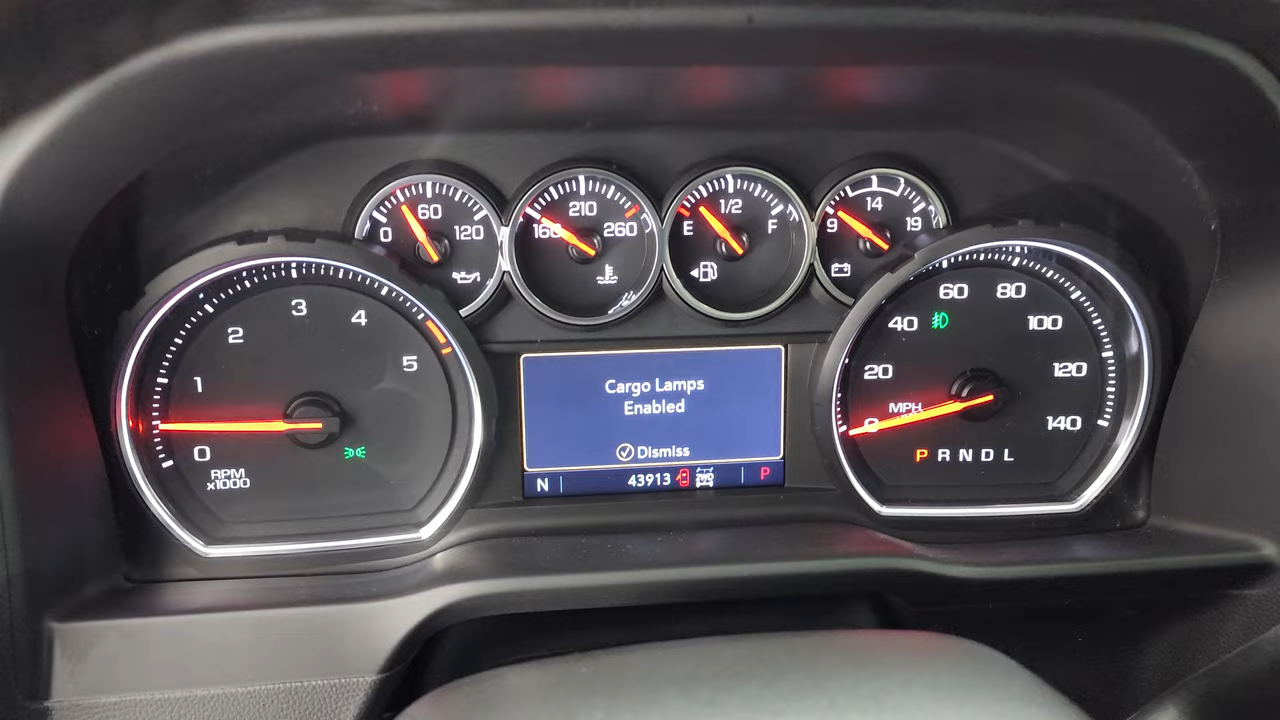 0 60 120
160 210 260
E 1/2 F
9 14 19
0 1 2 3 4 5
RPM
x1000
Cargo Lamps
Enabled
Dismiss
N 43913 2WD P
0 20 40 60 80 100 120 140
MPH
P R N D L